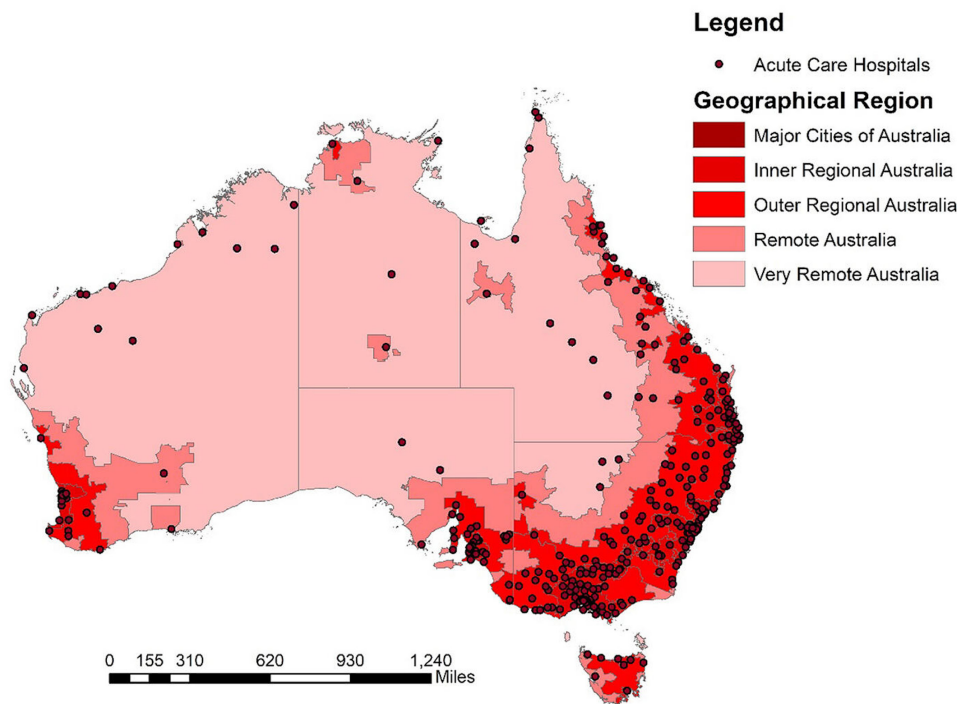 Legend
Acute Care Hospitals
Geographical Region
Major Cities of Australia
Inner Regional Australia
Outer Regional Australia
Remote Australia
Very Remote Australia
0 155 310 620 930 1,240
Miles